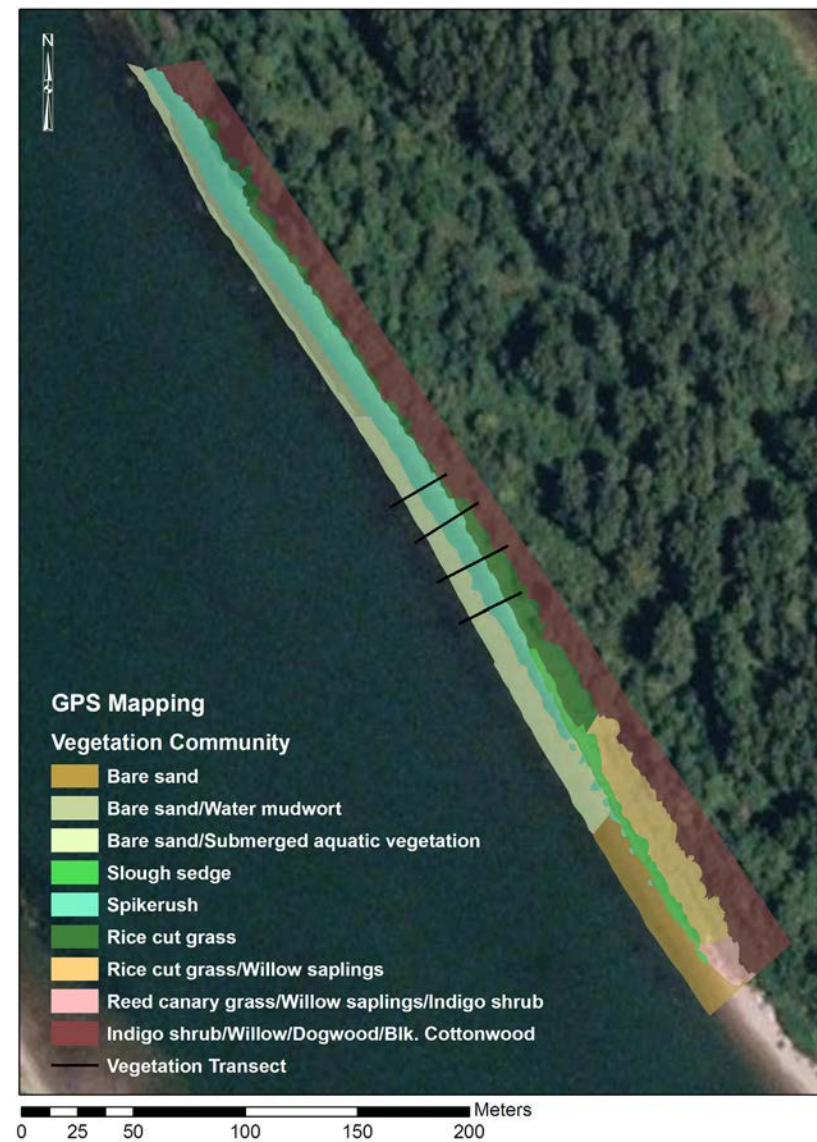 N
GPS Mapping
Vegetation Community
Bare sand
Bare sand/Water mudwort
Bare sand/Submerged aquatic vegetation
Slough sedge
Spikerush
Rice cut grass
Rice cut grass/Willow saplings
Reed canary grass/Willow saplings/Indigo shrub
Indigo shrub/Willow/Dogwood/Blk. Cottonwood
Vegetation Transect
Meters
0 25 50 100 150 200